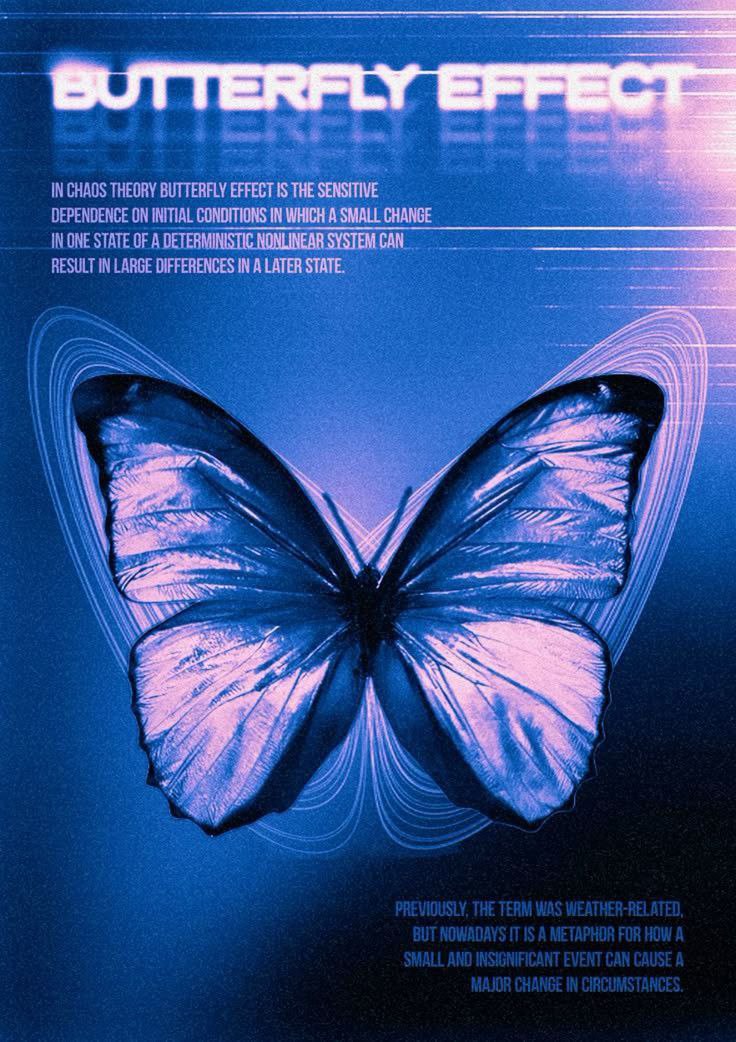 BUTTERFLY EFFECT
IN CHAOS THEORY BUTTERFLY EFFECT IS THE SENSITIVE
DEPENDENCE ON INITIAL CONDITIONS IN WHICH A SMALL CHANGE
IN ONE STATE OF A DETERMINISTIC NONLINEAR SYSTEM CAN
RESULT IN LARGE DIFFERENCES IN A LATER STATE.
PREVIOUSLY, THE TERM WAS WEATHER-RELATED,
BUT NOWADAYS IT IS A METAPHOR FOR HOW A
SMALL AND INSIGNIFICANT EVENT CAN CAUSE A
MAJOR CHANGE IN CIRCUMSTANCES.